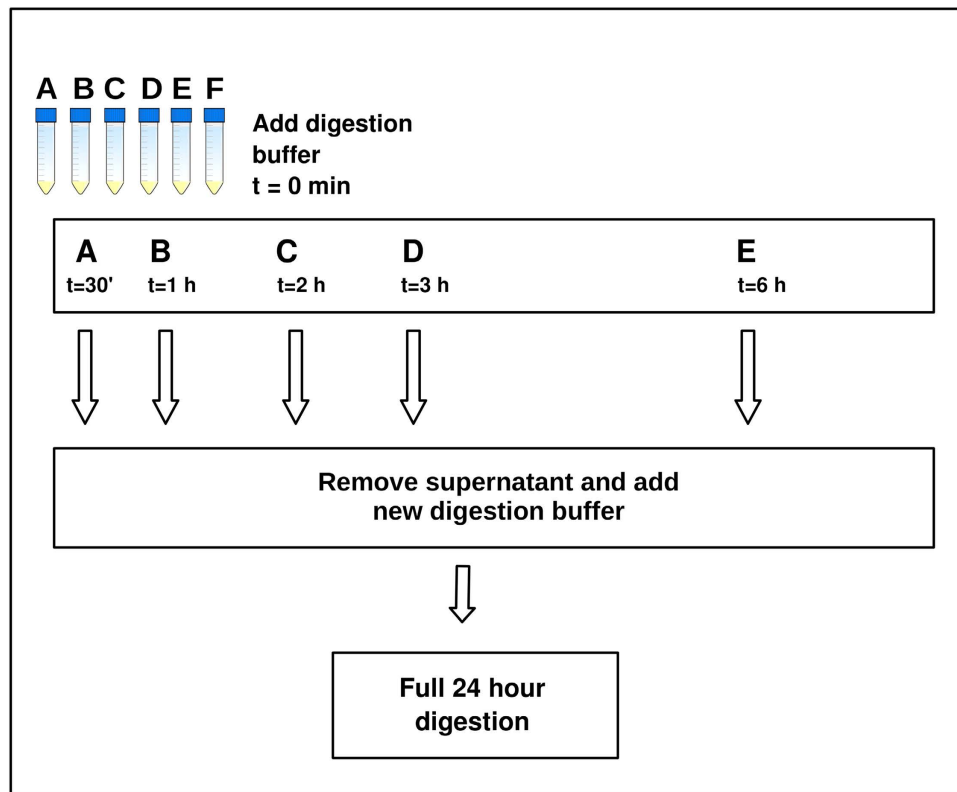 A B C D E F
Add digestion
buffer
t = 0 min
A B C D E
t=30' t=1 h t=2 h t=3 h t=6 h
Remove supernatant and add
new digestion buffer
Full 24 hour
digestion